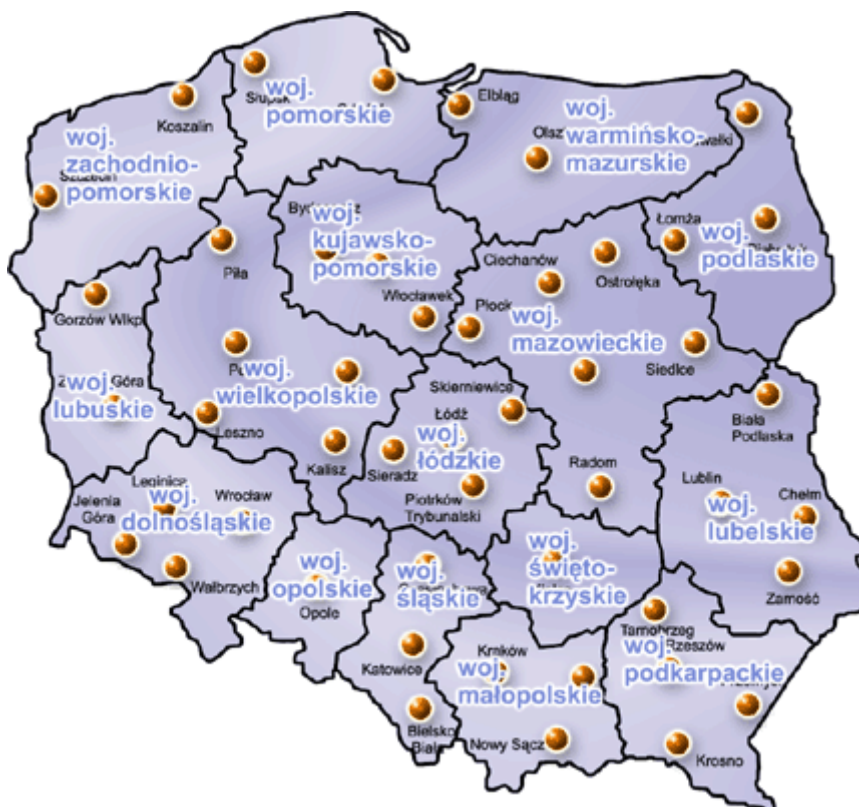 woj.
zachodnio-
pomorskie
Koszalin
woj.
pomorskie
Elbląg
woj.
warmińsko-
mazurskie
woj.
kujawsko-
pomorskie
Włocławek
Łomża
woj.
podlaskie
Piła
Ciechanów
Ostrołęka
Płock
woj.
mazowieckie
Siedlce
Radom
Gorzów Wlkp
Góra
woj.
lubuskie
woj.
wielkopolskie
Leszno
Kalisz
Skierniewice
Łódź
woj.
łódzkie
Sieradz
Piotrków
Trybunalski
Biała
Podlaska
Lublin
Chełm
woj.
lubelskie
Zamość
Legnica
Jelenia
Góra
Wrocław
woj.
dolnośląskie
Wałbrzych
woj.
opolskie
Opole
woj.
śląskie
Katowice
Bielsko
Biała
woj.
święto-
krzyskie
Kraków
woj.
małopolskie
Nowy Sącz
Tarnobrzeg
Rzeszów
woj.
podkarpackie
Krosno